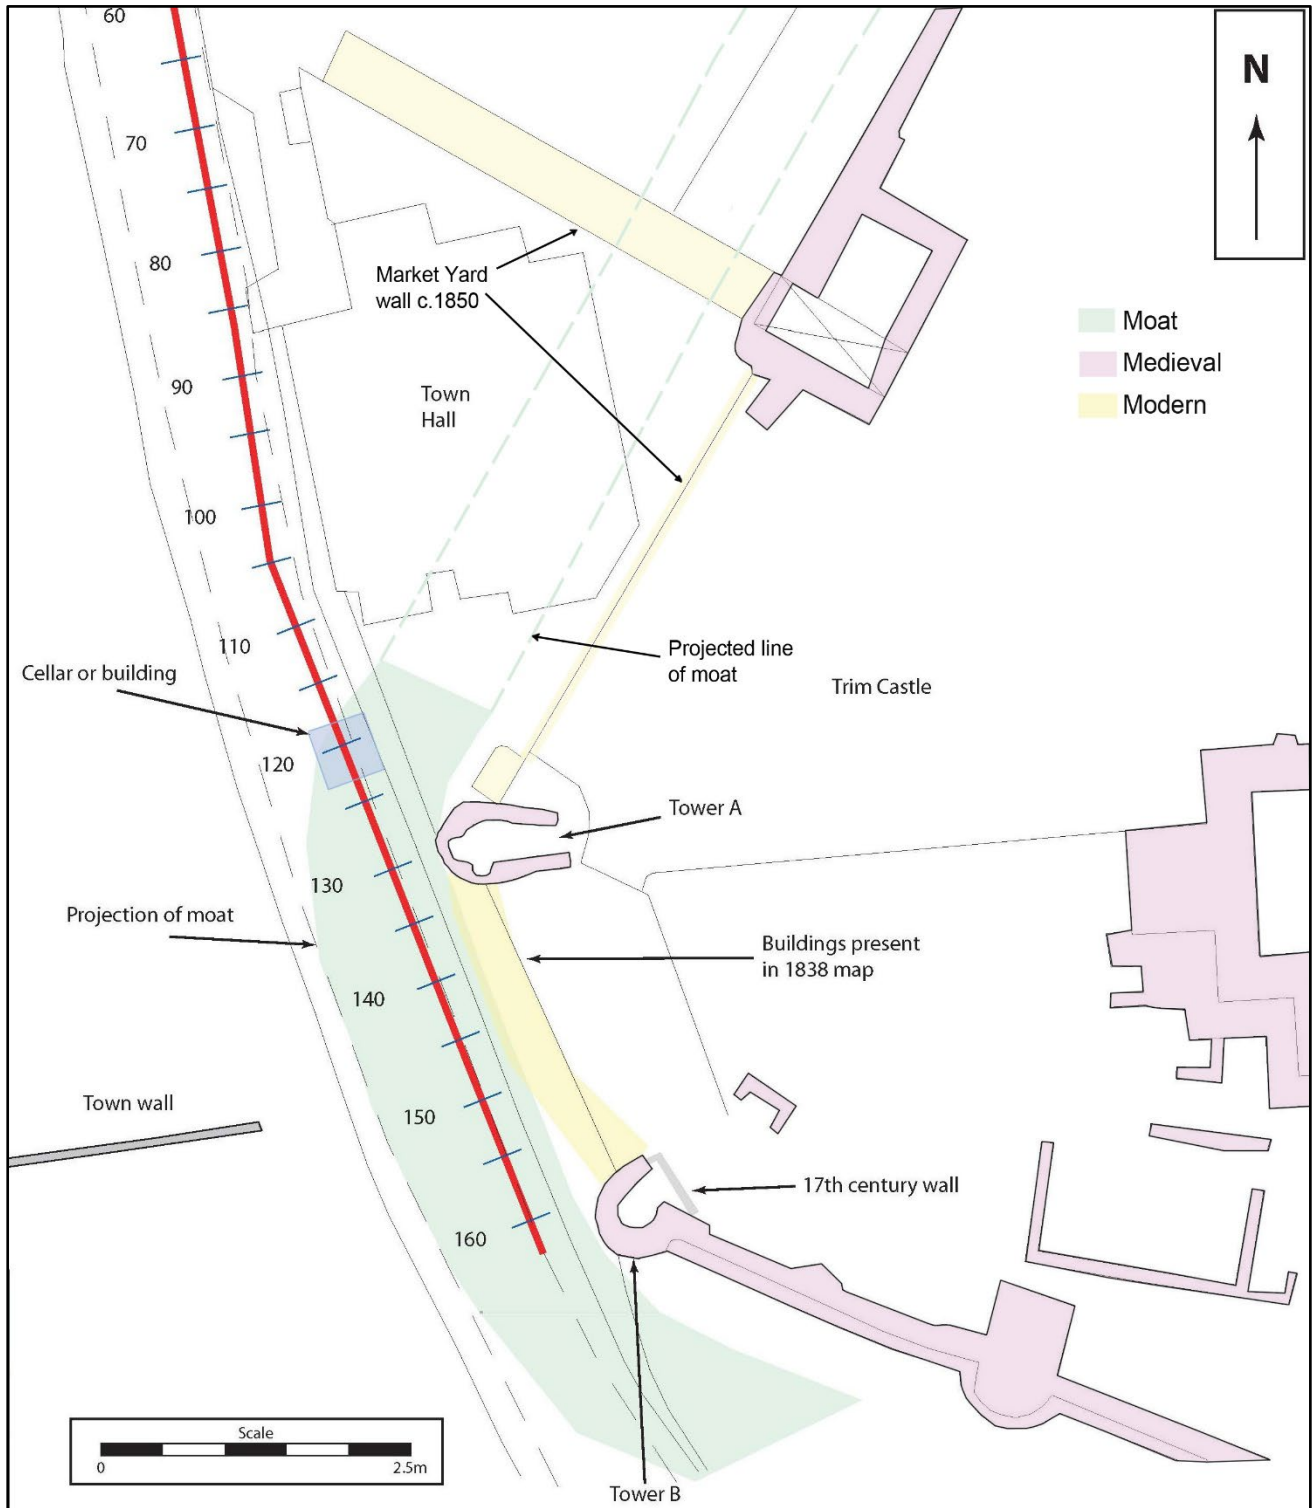 60
N
70
80
Market Yard
wall c.1850
Moat
Medieval
Modern
90
Town
Hall
100
110
Projected line
of moat
Cellar or building
Trim Castle
120
Tower A
130
Projection of moat
Buildings present
in 1838 map
140
Town wall
150
17th century wall
160
Scale
0
2.5m
Tower B